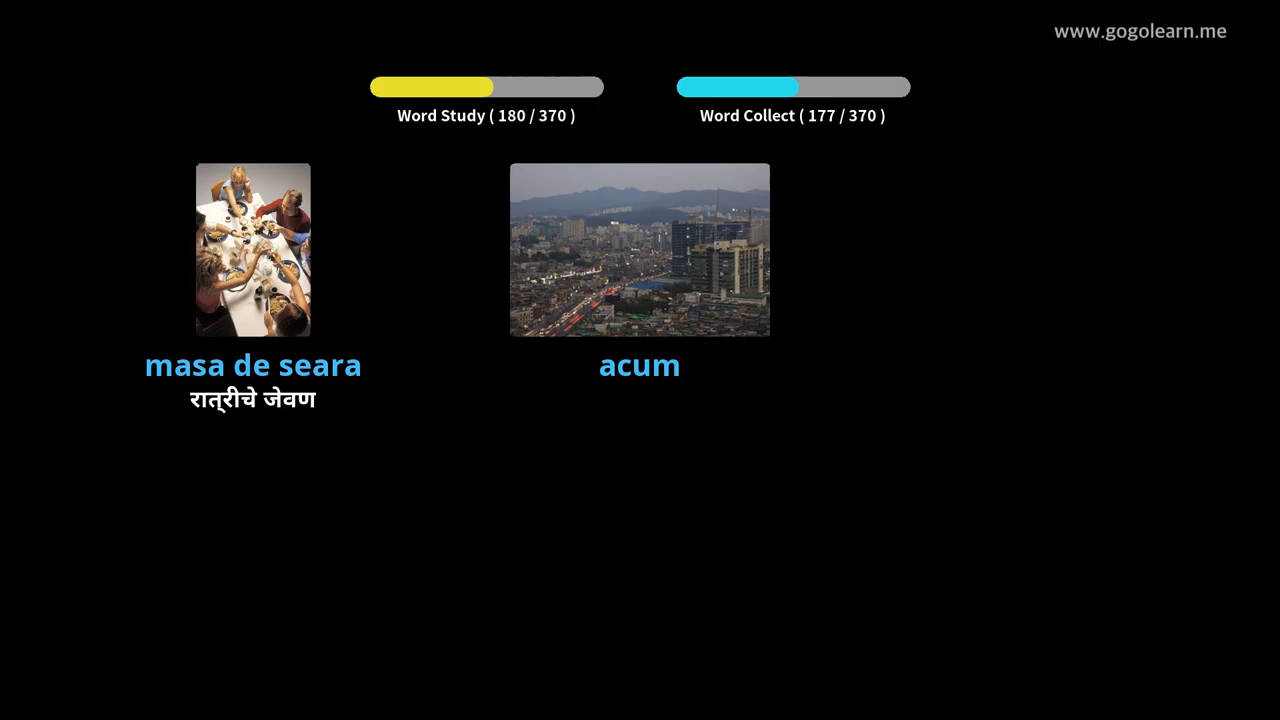 www.gogolearn.me
Word Study ( 180 / 370 )
Word Collect ( 177 / 370 )
masa de seara
रात्रीचे जेवण
acum